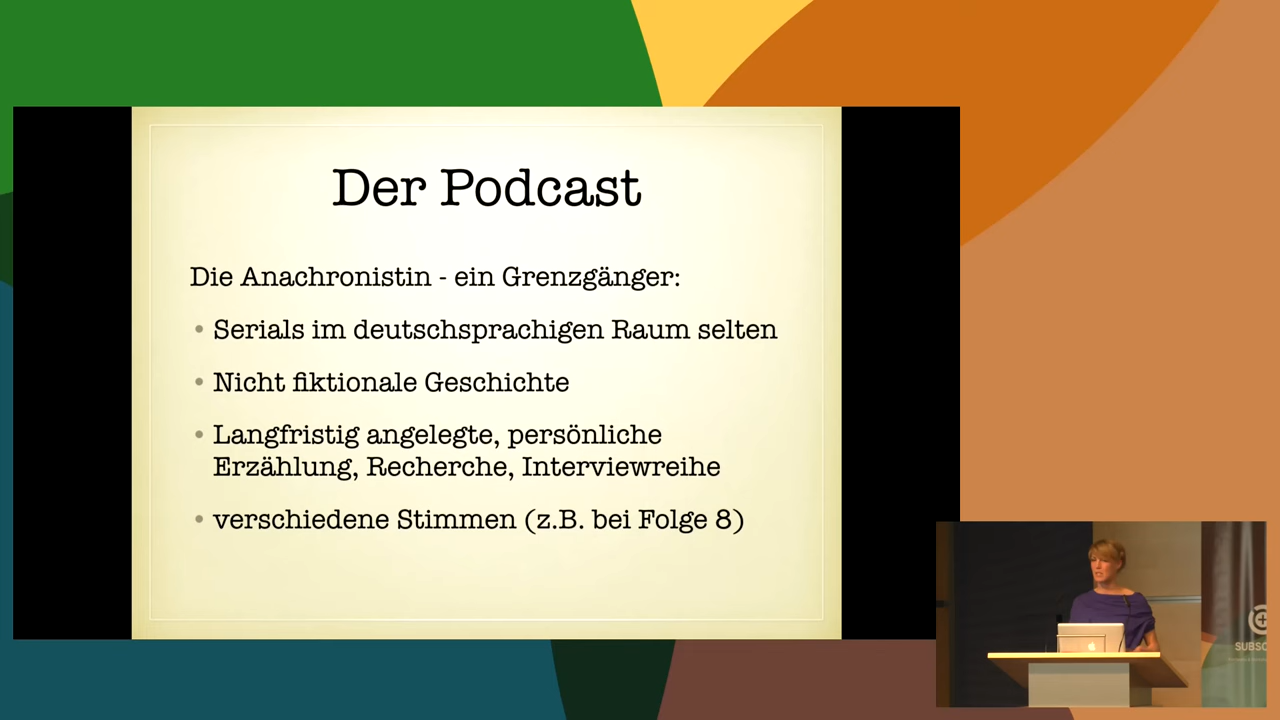 Der Podcast
Die Anachronistin - ein Grenzgänger:
• Serials im deutschsprachigen Raum selten
• Nicht fiktionale Geschichte
• Langfristig angelegte, persönliche
Erzählung, Recherche, Interviewreihe
• verschiedene Stimmen (z.B. bei Folge 8)